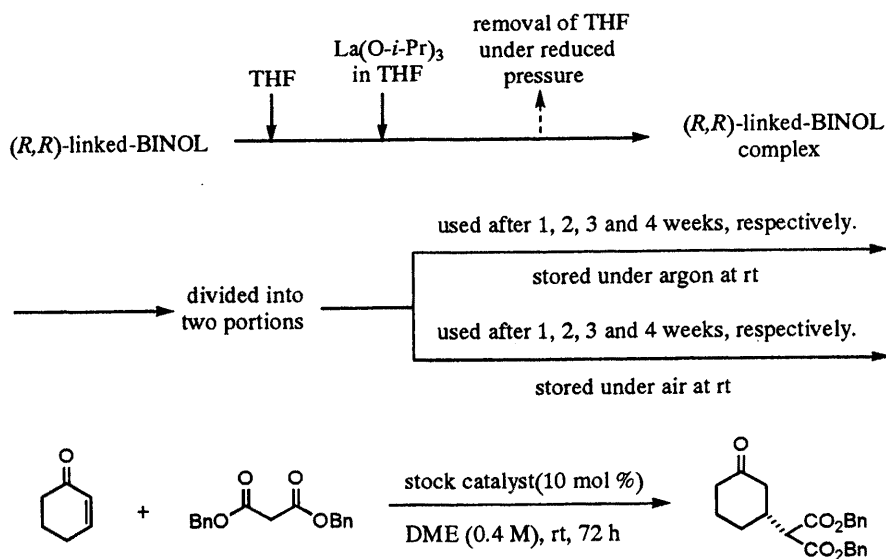 removal of THF
under reduced
pressure
La(O-i-Pr)3
in THF
THF
(R,R)-linked-BINOL
(R,R)-linked-BINOL
complex
used after 1, 2, 3 and 4 weeks, respectively.
stored under argon at rt
divided into
two portions
used after 1, 2, 3 and 4 weeks, respectively.
stored under air at rt
O
+
O O
BnO OBn
stock catalyst(10 mol %)
DME (0.4 M), rt, 72 h
O
CO2Bn
CO2Bn